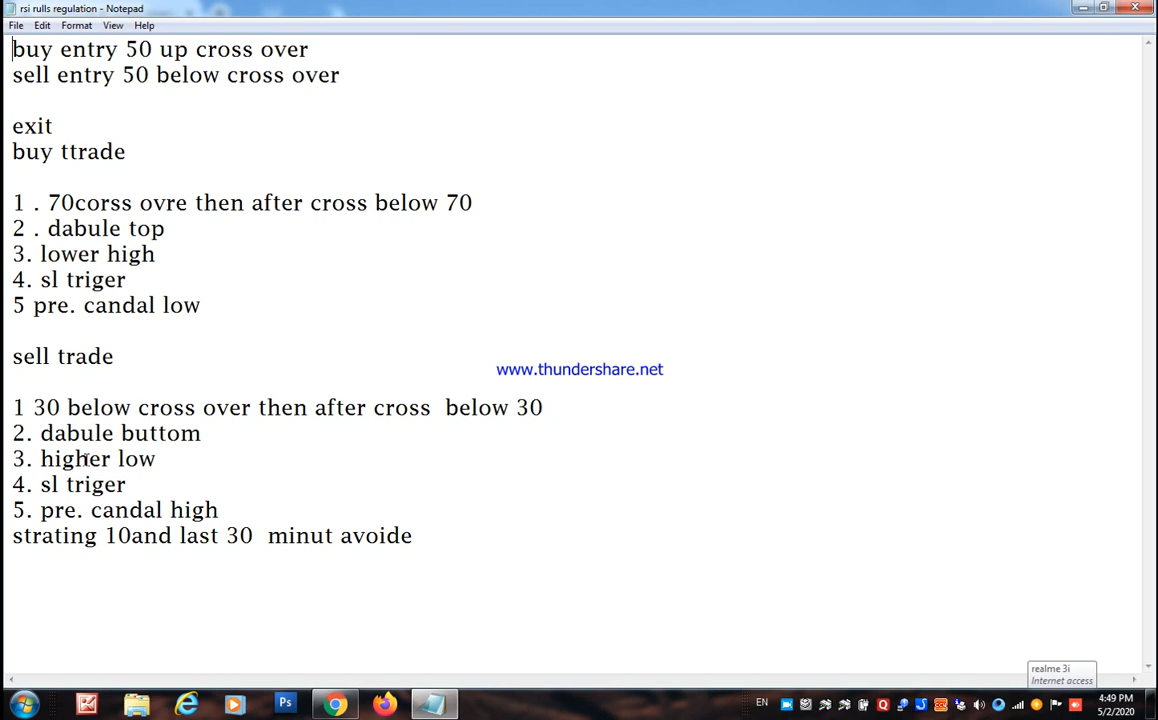 rsi rulls regulation - Notepad
File Edit Format View Help
buy entry 50 up cross over
sell entry 50 below cross over
exit
buy ttrade
1 . 70corss ovre then after cross below 70
2 . dabule top
3. lower high
4. sl triger
5 pre. candal low
sell trade
www.thundershare.net
1 30 below cross over then after cross  below 30
2. dabule buttom
3. higher low
4. sl triger
5. pre. candal high
strating 10and last 30  minut avoide
realme 3i
Internet access
Ps
EN
4:49 PM
5/2/2020